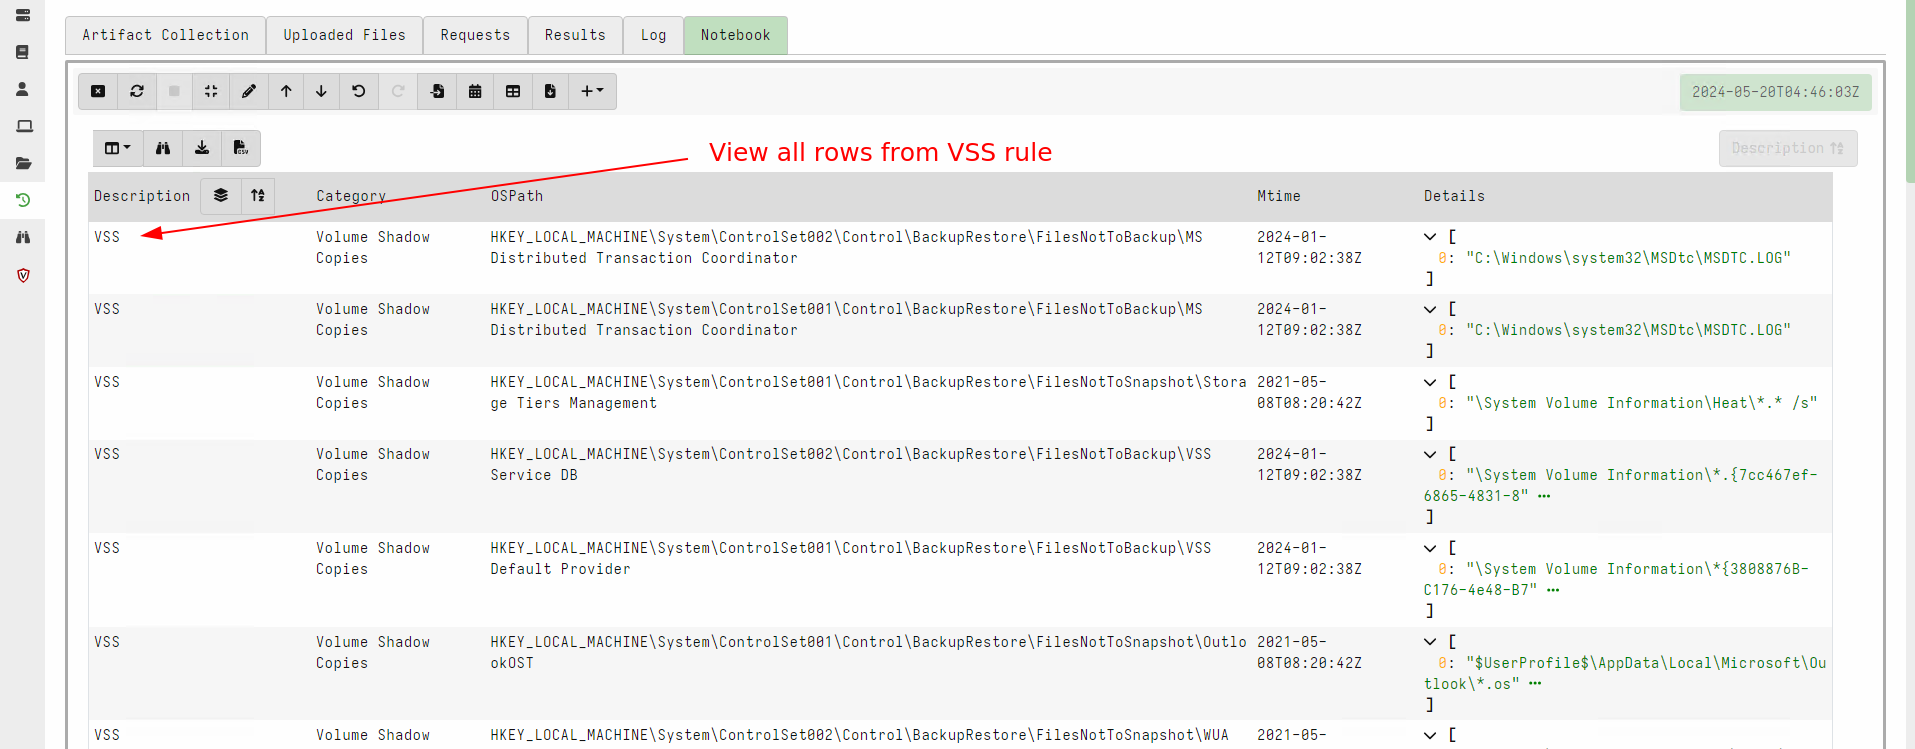 Artifact Collection Uploaded Files Requests Results Log Notebook
2024-05-20T04:46:03Z
View all rows from VSS rule
Description
Description Category OSPath Mtime Details
VSS Volume Shadow HKEY_LOCAL_MACHINE\System\ControlSet002\Control\BackupRestore\FilesNotToBackup\MS 2024-01- [
Copies Distributed Transaction Coordinator 12T09:02:38Z 0: "C:\Windows\system32\MSDtc\MSDTC.LOG"
]
VSS Volume Shadow HKEY_LOCAL_MACHINE\System\ControlSet001\Control\BackupRestore\FilesNotToBackup\MS 2024-01- [
Copies Distributed Transaction Coordinator 12T09:02:38Z 0: "C:\Windows\system32\MSDtc\MSDTC.LOG"
]
VSS Volume Shadow HKEY_LOCAL_MACHINE\System\ControlSet001\Control\BackupRestore\FilesNotToSnapshot\Stora 2021-05- [
Copies ge Tiers Management 08T08:20:42Z 0: "\System Volume Information\Heat\*.* /s"
]
VSS Volume Shadow HKEY_LOCAL_MACHINE\System\ControlSet002\Control\BackupRestore\FilesNotToBackup\VSS 2024-01- [
Copies Service DB 12T09:02:38Z 0: "\System Volume Information\*.{7cc467ef-
6865-4831-8" ···
]
VSS Volume Shadow HKEY_LOCAL_MACHINE\System\ControlSet001\Control\BackupRestore\FilesNotToBackup\VSS 2024-01- [
Copies Default Provider 12T09:02:38Z 0: "\System Volume Information\*{3808876B-
C176-4e48-B7" ···
]
VSS Volume Shadow HKEY_LOCAL_MACHINE\System\ControlSet001\Control\BackupRestore\FilesNotToSnapshot\Outlo 2021-05- [
Copies okOST 08T08:20:42Z 0: "$UserProfile$\AppData\Local\Microsoft\Ou
tlook\*.os" ···
]
VSS Volume Shadow HKEY_LOCAL_MACHINE\System\ControlSet002\Control\BackupRestore\FilesNotToSnapshot\WUA 2021-05- [